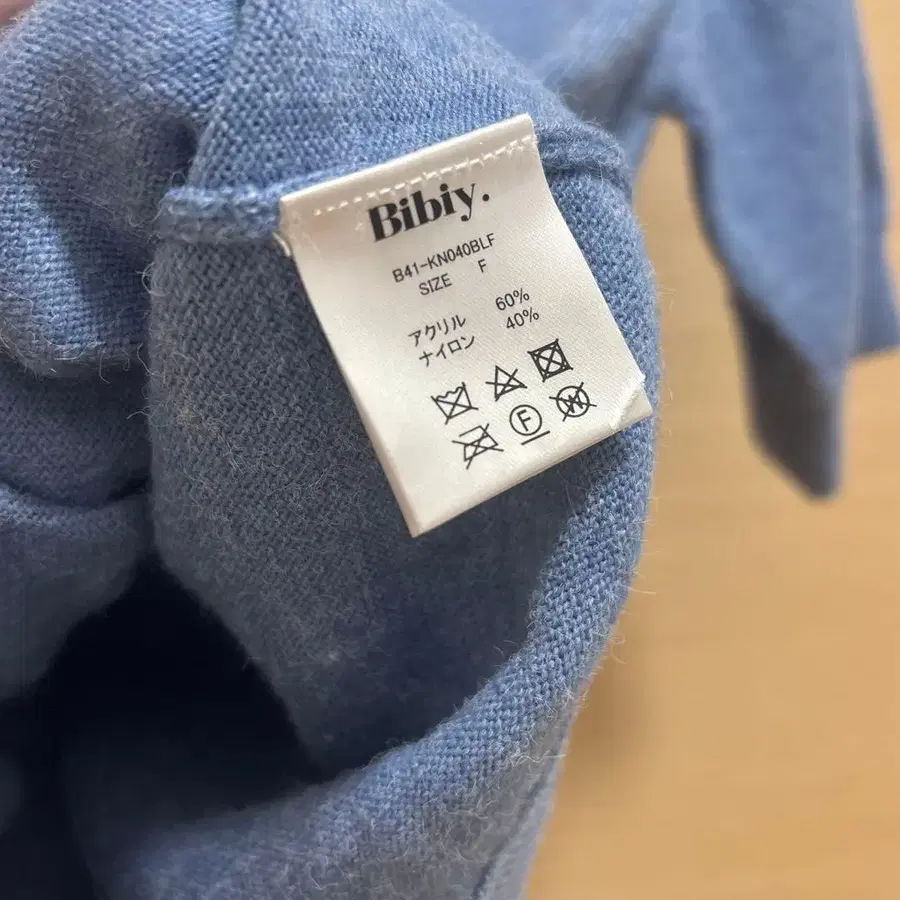 Bibiy.
B41-KN040BLF
SIZE F
アクリル 60%
ナイロン 40%
F
W